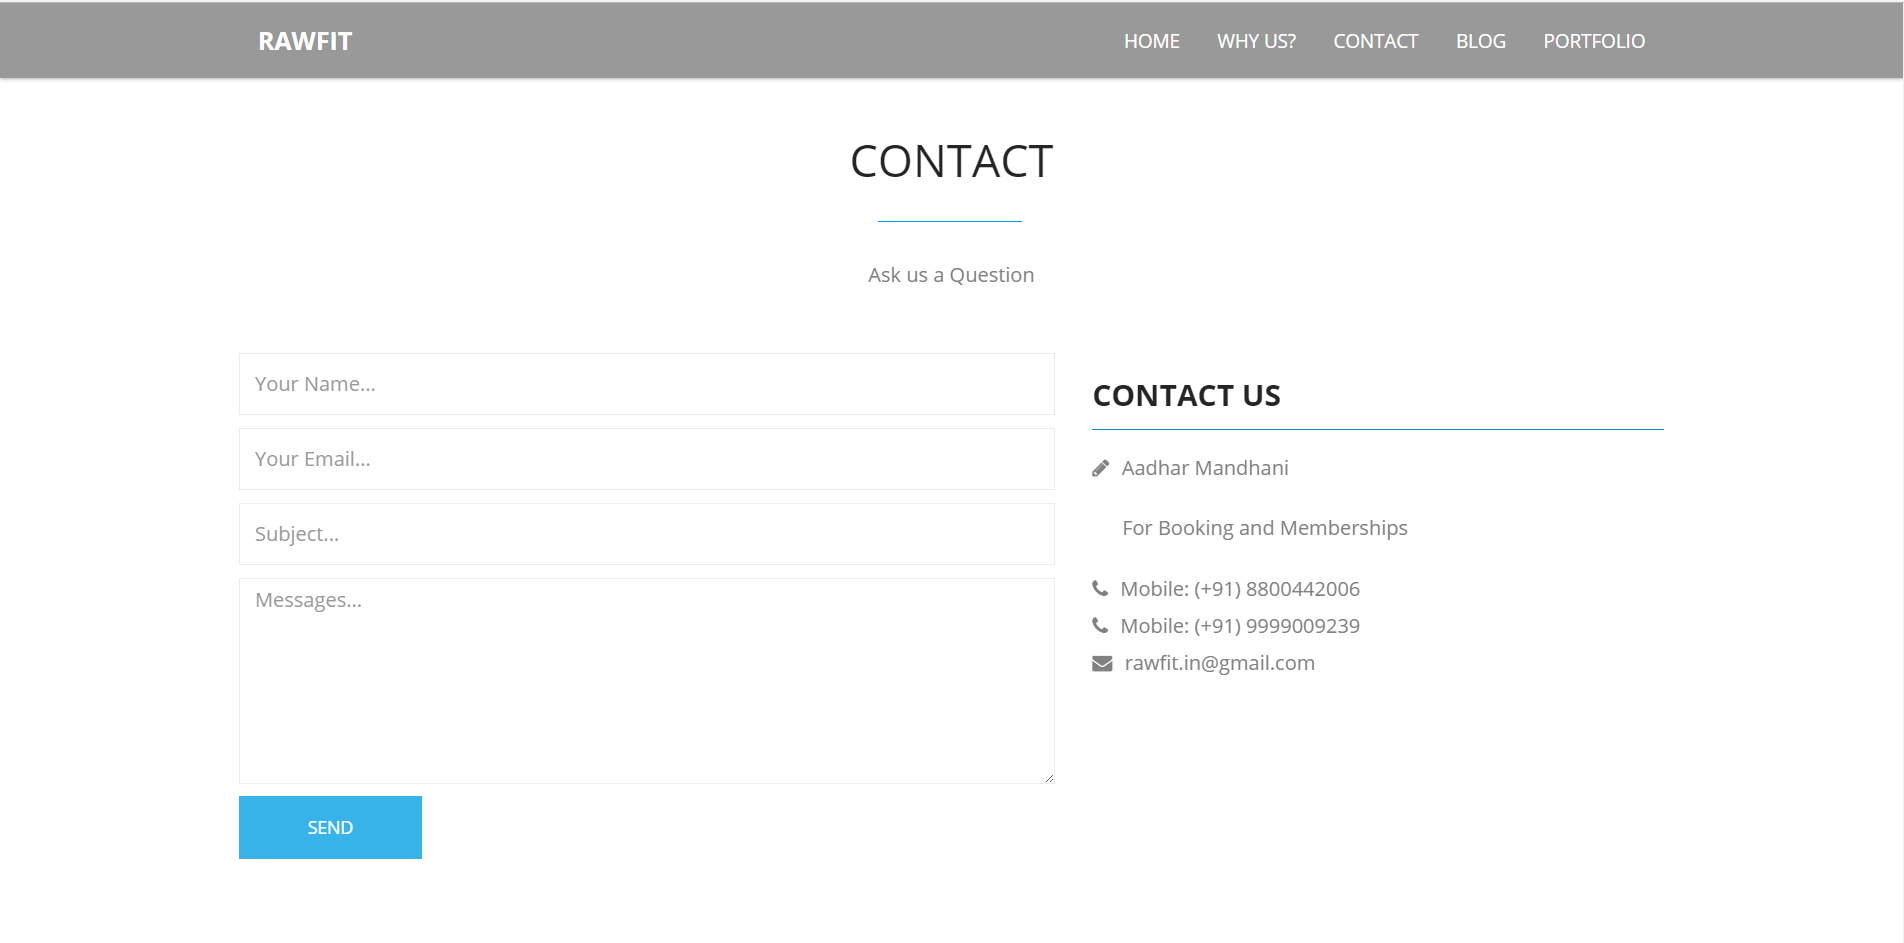 RAWFIT
HOME WHY US? CONTACT BLOG PORTFOLIO
CONTACT
Ask us a Question
Your Name...
Your Email...
Subject...
Messages...
SEND
CONTACT US
Aadhar Mandhani
For Booking and Memberships
Mobile: (+91) 8800442006
Mobile: (+91) 9999009239
rawfit.in@gmail.com